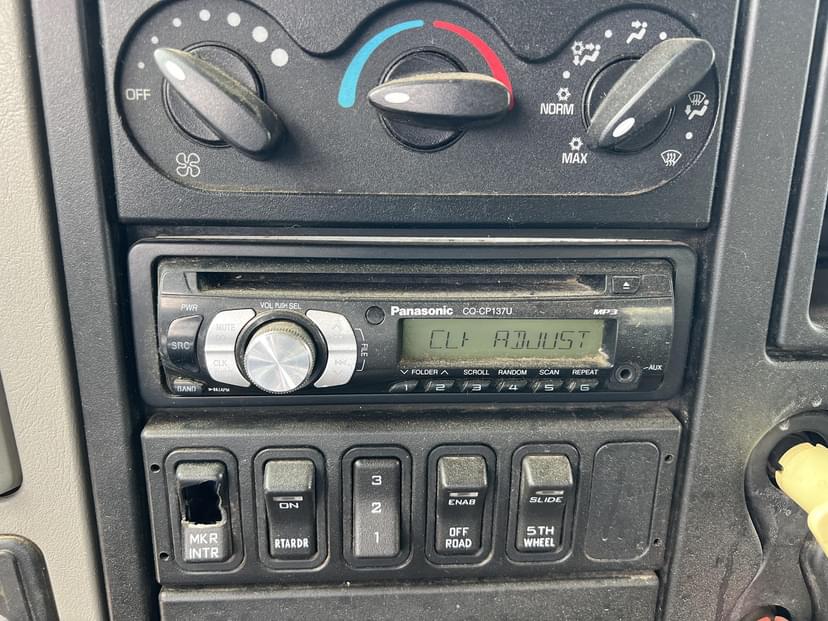 OFF
NORM
MAX
PWR
VOL PUSH SEL
Panasonic CQ-CP137U
MP3
MUTE
SRC
CLK
FILE
CLK ADJUST
BAND
FOLDER SCROLL RANDOM SCAN REPEAT
AUX
1 2 3 4 5 6
ON
3
ENAB
SLIDE
2
MKR
INTR
RTARDR
1
OFF
ROAD
5TH
WHEEL